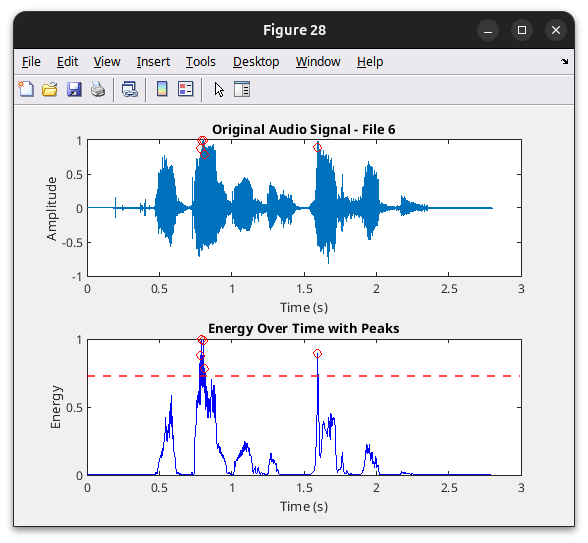 Figure 28
File Edit View Insert Tools Desktop Window Help
Original Audio Signal - File 6
1
0.5
0
-0.5
-1
Amplitude
0 0.5 1 1.5 2 2.5 3
Time (s)
Energy Over Time with Peaks
1
0.5
0
Energy
0 0.5 1 1.5 2 2.5 3
Time (s)